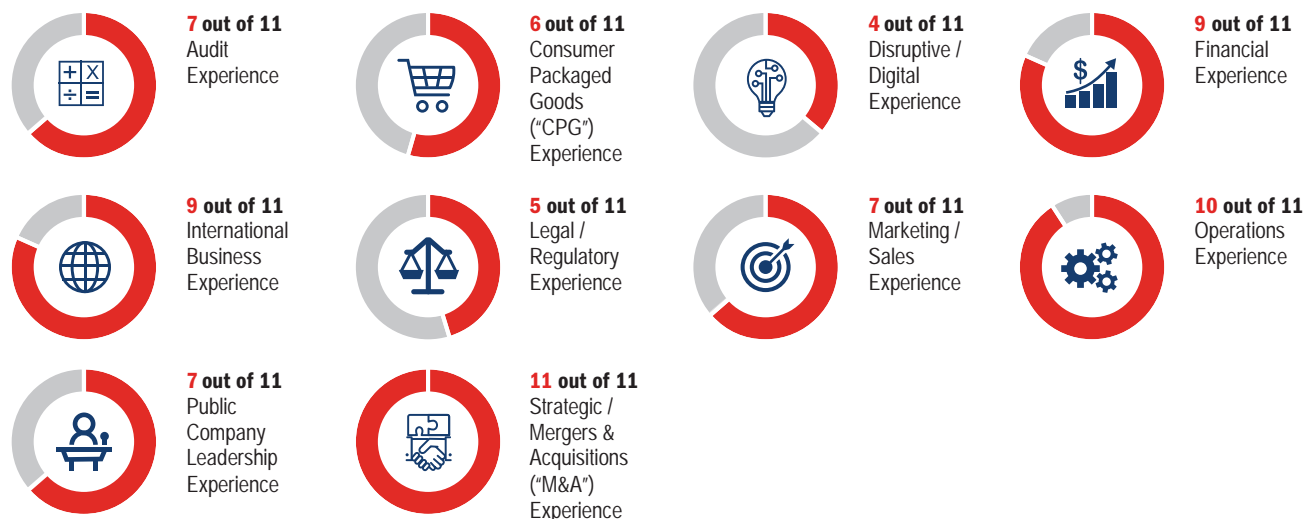 7 out of 11
Audit
Experience
6 out of 11
Consumer
Packaged
Goods
(“CPG”)
Experience
4 out of 11
Disruptive /
Digital
Experience
9 out of 11
Financial
Experience
9 out of 11
International
Business
Experience
5 out of 11
Legal /
Regulatory
Experience
7 out of 11
Marketing /
Sales
Experience
10 out of 11
Operations
Experience
7 out of 11
Public
Company
Leadership
Experience
11 out of 11
Strategic /
Mergers &
Acquisitions
(“M&A”)
Experience